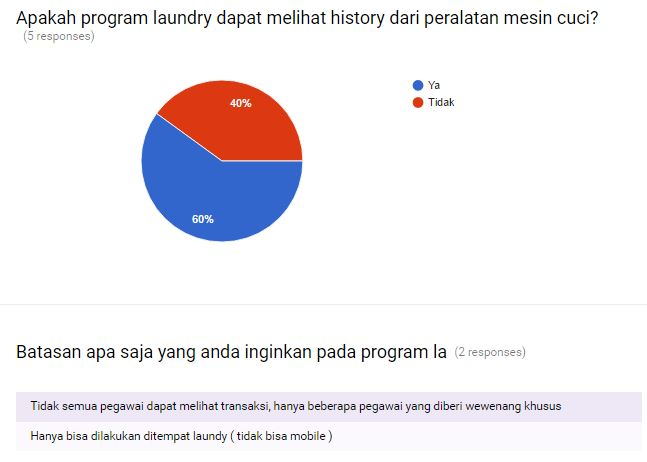 Apakah program laundry dapat melihat history dari peralatan mesin cuci?
(5 responses)
Ya
Tidak
40%
60%
Batasan apa saja yang anda inginkan pada program la (2 responses)
Tidak semua pegawai dapat melihat transaksi, hanya beberapa pegawai yang diberi wewenang khusus
Hanya bisa dilakukan ditempat laundy ( tidak bisa mobile )